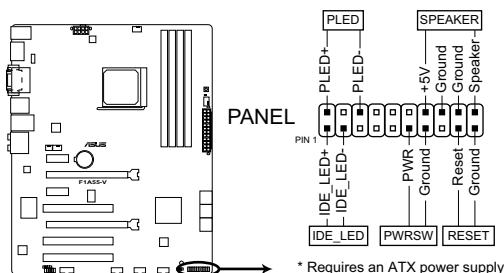 PLED
SPEAKER
PLED+
PLED-
+5V
Ground
Ground
Speaker
PANEL
PIN 1
IDE_LED+
IDE_LED-
PWR
Ground
Reset
Ground
IDE_LED
PWRSW
RESET
* Requires an ATX power supply
ASUS
F1A55-V